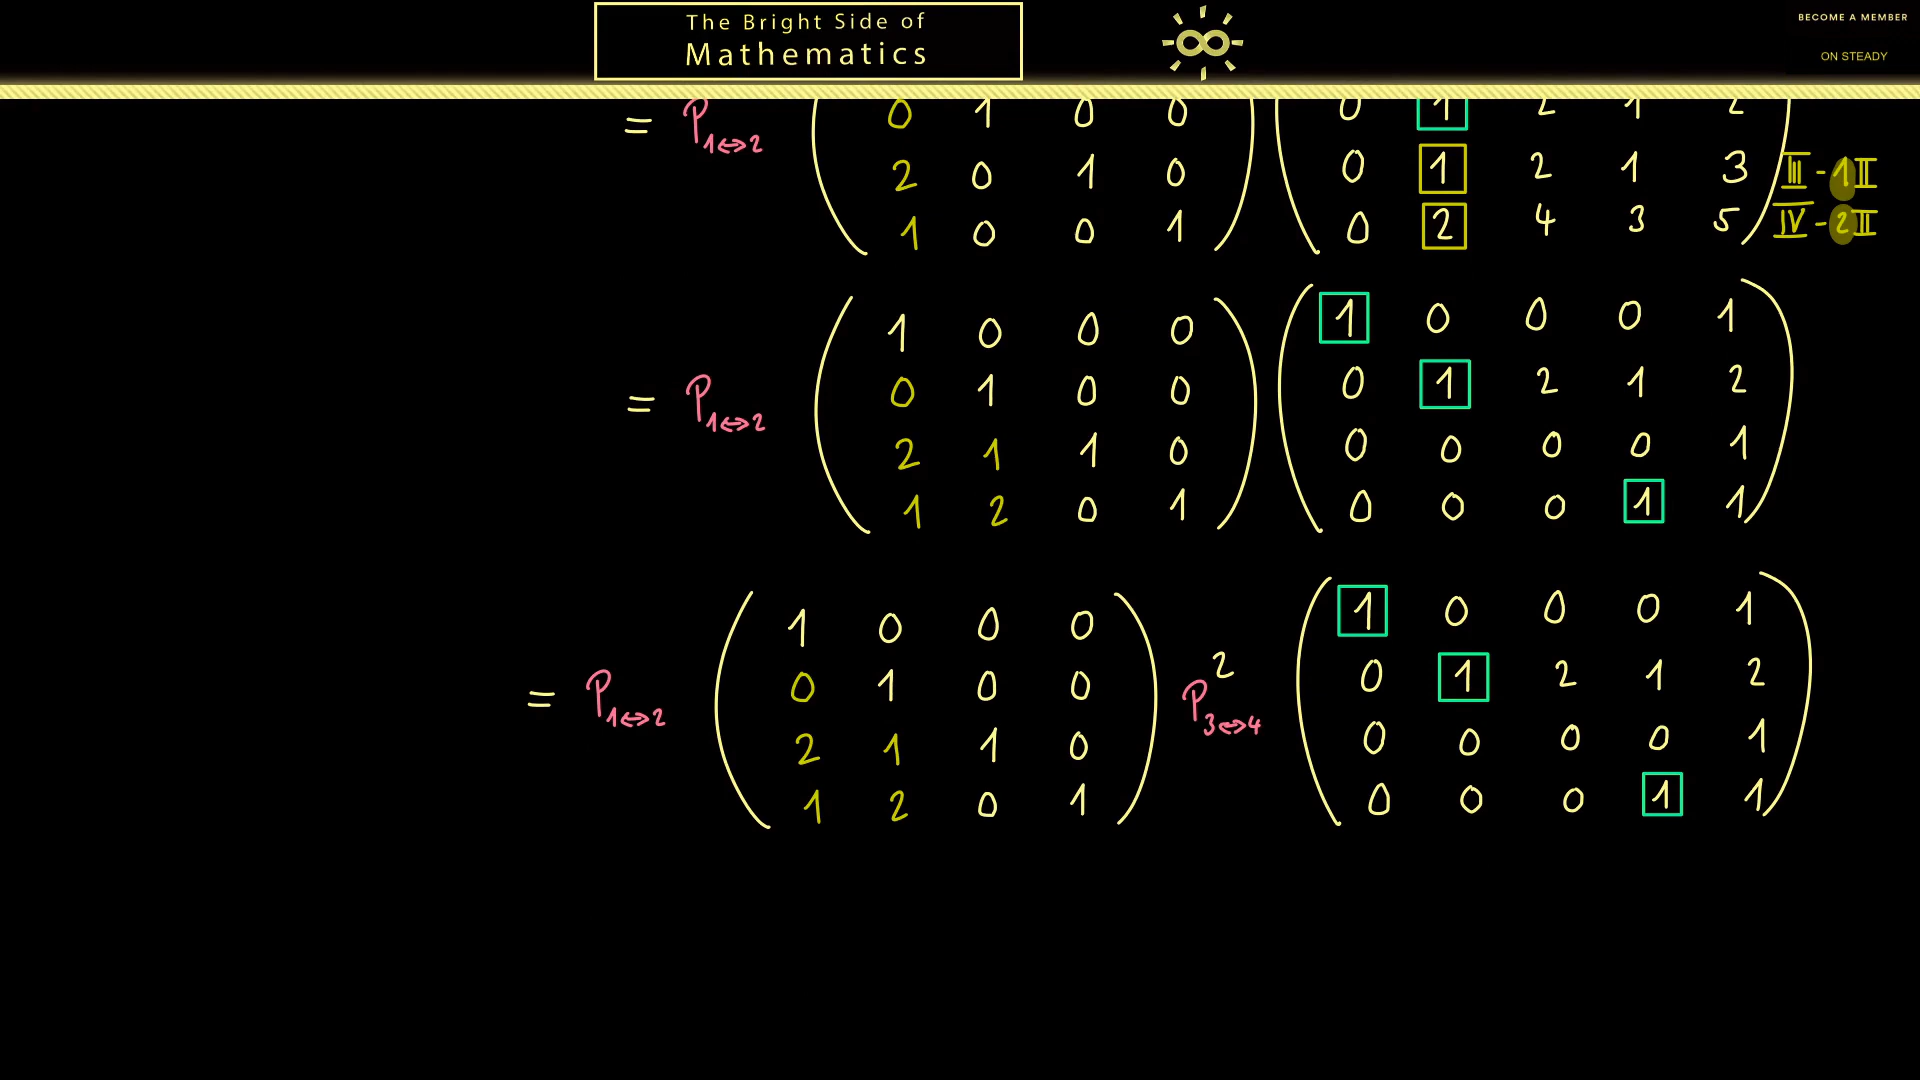 The Bright Side of
Mathematics
BECOME A MEMBER
ON STEADY
= P1↔2 ( 0 1 0 0 ) ( 0 1 2 1 2 )
2 0 1 0 0 1 2 1 3 III - 1 II
1 0 0 1 0 2 4 3 5 IV - 2 II
1 0 0 0 1 0 0 0 1
= P1↔2 ( 0 1 0 0 ) ( 0 1 2 1 2 )
2 1 1 0 0 0 0 0 1
1 2 0 1 0 0 0 1 1
1 0 0 0 1 0 0 0 1
= P1↔2 ( 0 1 0 0 ) P²3↔4 ( 0 1 2 1 2 )
2 1 1 0 0 0 0 0 1
1 2 0 1 0 0 0 1 1